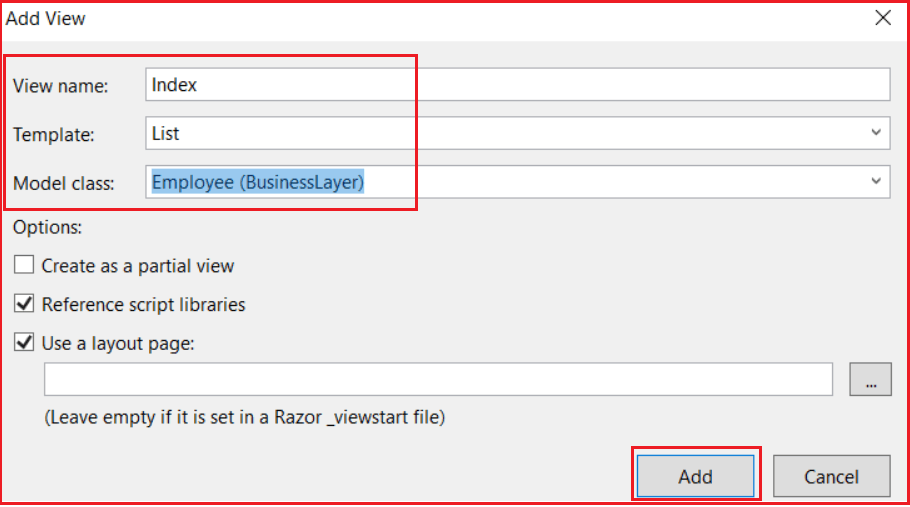 Add View
View name: Index
Template: List
Model class: Employee (BusinessLayer)
Options:
Create as a partial view
Reference script libraries
Use a layout page:
...
(Leave empty if it is set in a Razor _viewstart file)
Add Cancel